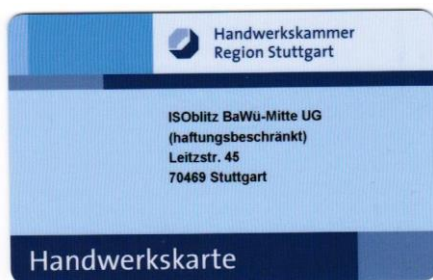 Handwerkskammer
Region Stuttgart
ISOblitz BaWü-Mitte UG
(haftungsbeschränkt)
Leitzstr. 45
70469 Stuttgart
Handwerkskarte